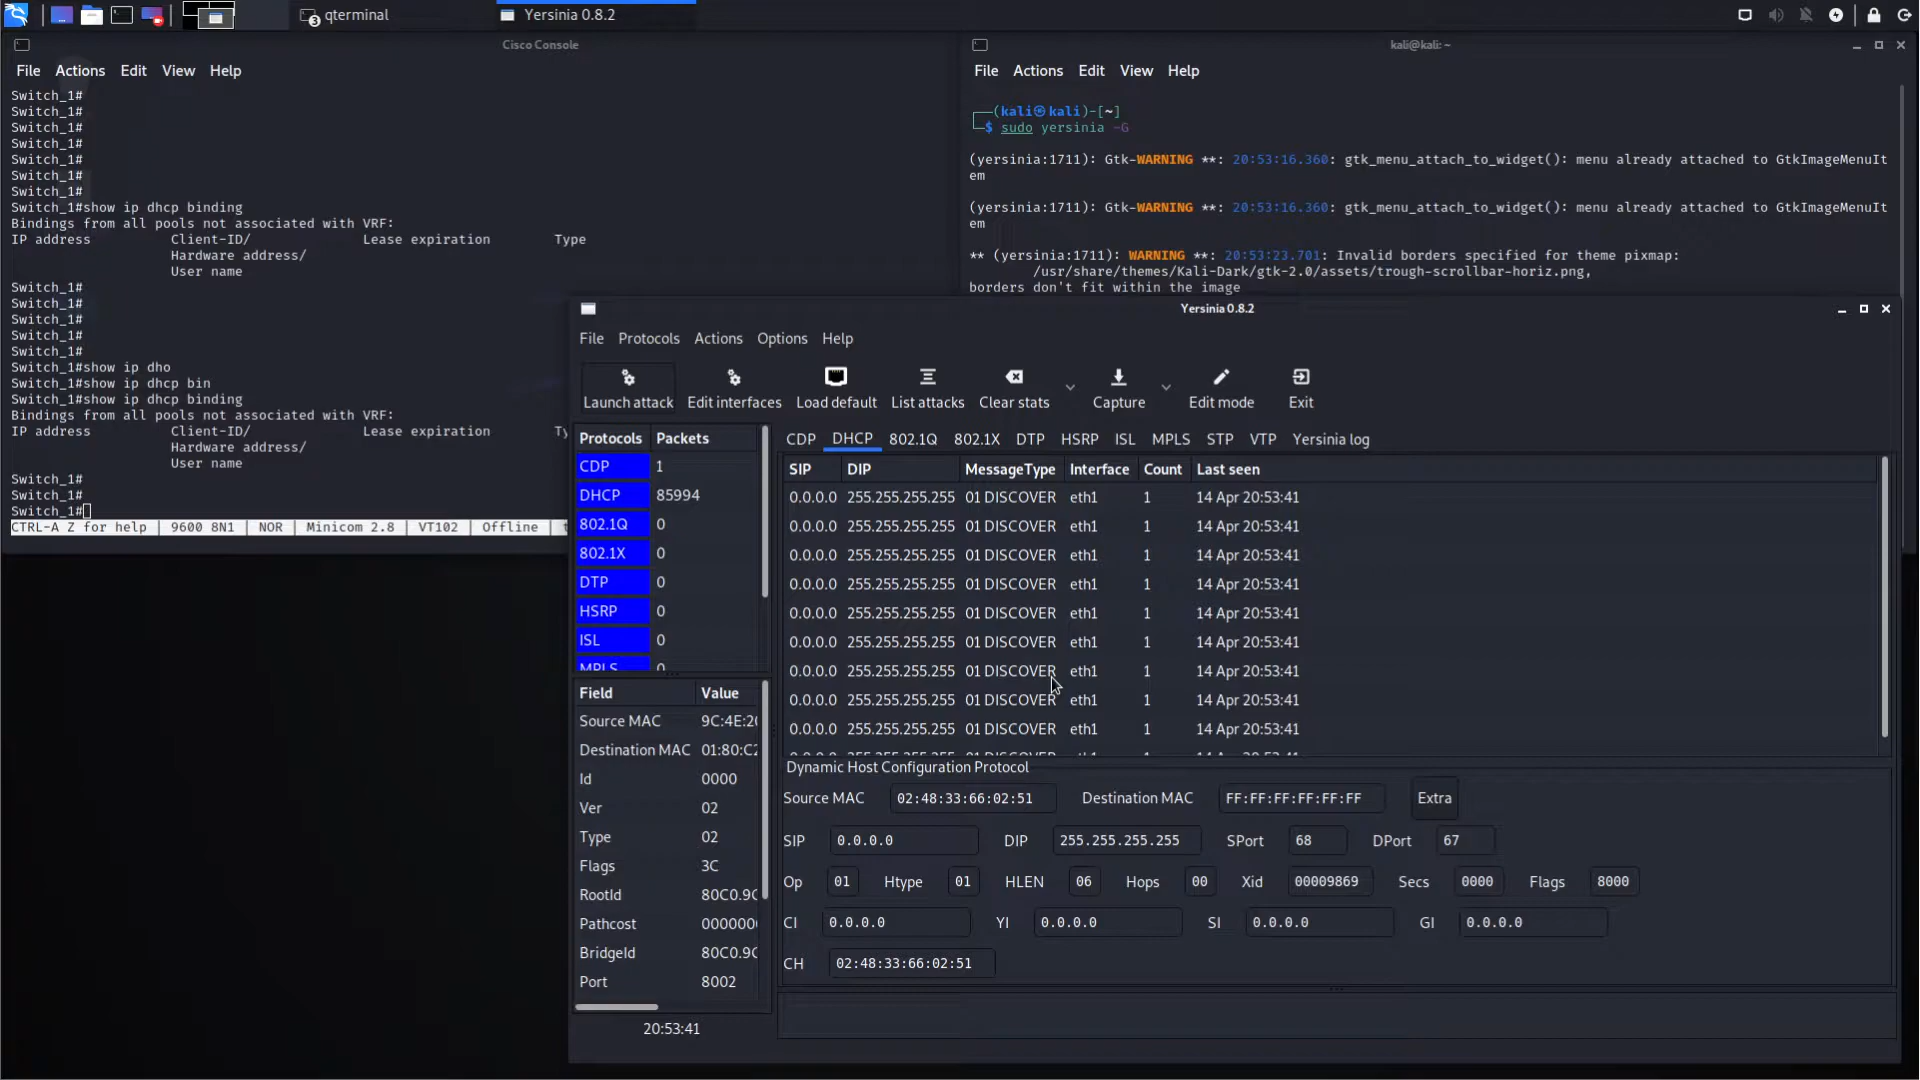 qterminal
3
Yersinia 0.8.2
Cisco Console
File Actions Edit View Help
Switch_1#
Switch_1#
Switch_1#
Switch_1#
Switch_1#
Switch_1#
Switch_1#
Switch_1#show ip dhcp binding
Bindings from all pools not associated with VRF:
IP address Client-ID/ Lease expiration Type
Hardware address/
User name
Switch_1#
Switch_1#
Switch_1#
Switch_1#
Switch_1#
Switch_1#show ip dho
Switch_1#show ip dhcp bin
Switch_1#show ip dhcp binding
Bindings from all pools not associated with VRF:
IP address Client-ID/ Lease expiration Ty
Hardware address/
User name
Switch_1#
Switch_1#
Switch_1#
CTRL-A Z for help | 9600 8N1 | NOR | Minicom 2.8 | VT102 | Offline |
kali@kali: ~
File Actions Edit View Help
(kali㉿kali)-[~]
$ sudo yersinia -G
(yersinia:1711): Gtk-WARNING **: 20:53:16.360: gtk_menu_attach_to_widget(): menu already attached to GtkImageMenuIt
em
(yersinia:1711): Gtk-WARNING **: 20:53:16.360: gtk_menu_attach_to_widget(): menu already attached to GtkImageMenuIt
em
** (yersinia:1711): WARNING **: 20:53:23.701: Invalid borders specified for theme pixmap:
/usr/share/themes/Kali-Dark/gtk-2.0/assets/trough-scrollbar-horiz.png,
borders don't fit within the image
Yersinia 0.8.2
File Protocols Actions Options Help
Launch attack Edit interfaces Load default List attacks Clear stats Capture Edit mode Exit
Protocols Packets
CDP 1
DHCP 85994
802.1Q 0
802.1X 0
DTP 0
HSRP 0
ISL 0
MPLS 0
Field Value
Source MAC 9C:4E:20
Destination MAC 01:80:C2
Id 0000
Ver 02
Type 02
Flags 3C
RootId 80C0.9C
Pathcost 0000000
BridgeId 80C0.9C
Port 8002
20:53:41
CDP DHCP 802.1Q 802.1X DTP HSRP ISL MPLS STP VTP Yersinia log
SIP DIP MessageType Interface Count Last seen
0.0.0.0 255.255.255.255 01 DISCOVER eth1 1 14 Apr 20:53:41
0.0.0.0 255.255.255.255 01 DISCOVER eth1 1 14 Apr 20:53:41
0.0.0.0 255.255.255.255 01 DISCOVER eth1 1 14 Apr 20:53:41
0.0.0.0 255.255.255.255 01 DISCOVER eth1 1 14 Apr 20:53:41
0.0.0.0 255.255.255.255 01 DISCOVER eth1 1 14 Apr 20:53:41
0.0.0.0 255.255.255.255 01 DISCOVER eth1 1 14 Apr 20:53:41
0.0.0.0 255.255.255.255 01 DISCOVER eth1 1 14 Apr 20:53:41
0.0.0.0 255.255.255.255 01 DISCOVER eth1 1 14 Apr 20:53:41
0.0.0.0 255.255.255.255 01 DISCOVER eth1 1 14 Apr 20:53:41
Dynamic Host Configuration Protocol
Source MAC 02:48:33:66:02:51 Destination MAC FF:FF:FF:FF:FF:FF Extra
SIP 0.0.0.0 DIP 255.255.255.255 SPort 68 DPort 67
Op 01 Htype 01 HLEN 06 Hops 00 Xid 00009869 Secs 0000 Flags 8000
CI 0.0.0.0 YI 0.0.0.0 SI 0.0.0.0 GI 0.0.0.0
CH 02:48:33:66:02:51